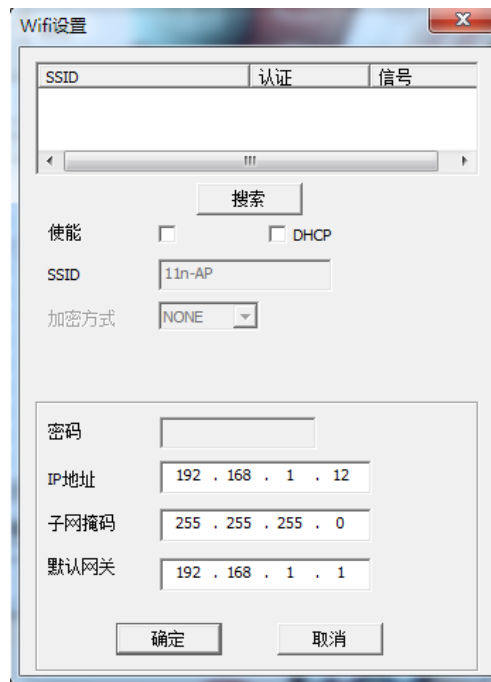 Wifi设置
SSID 认证 信号
搜索
使能 DHCP
SSID 11n-AP
加密方式 NONE
密码
IP地址 192 . 168 . 1 . 12
子网掩码 255 . 255 . 255 . 0
默认网关 192 . 168 . 1 . 1
确定 取消